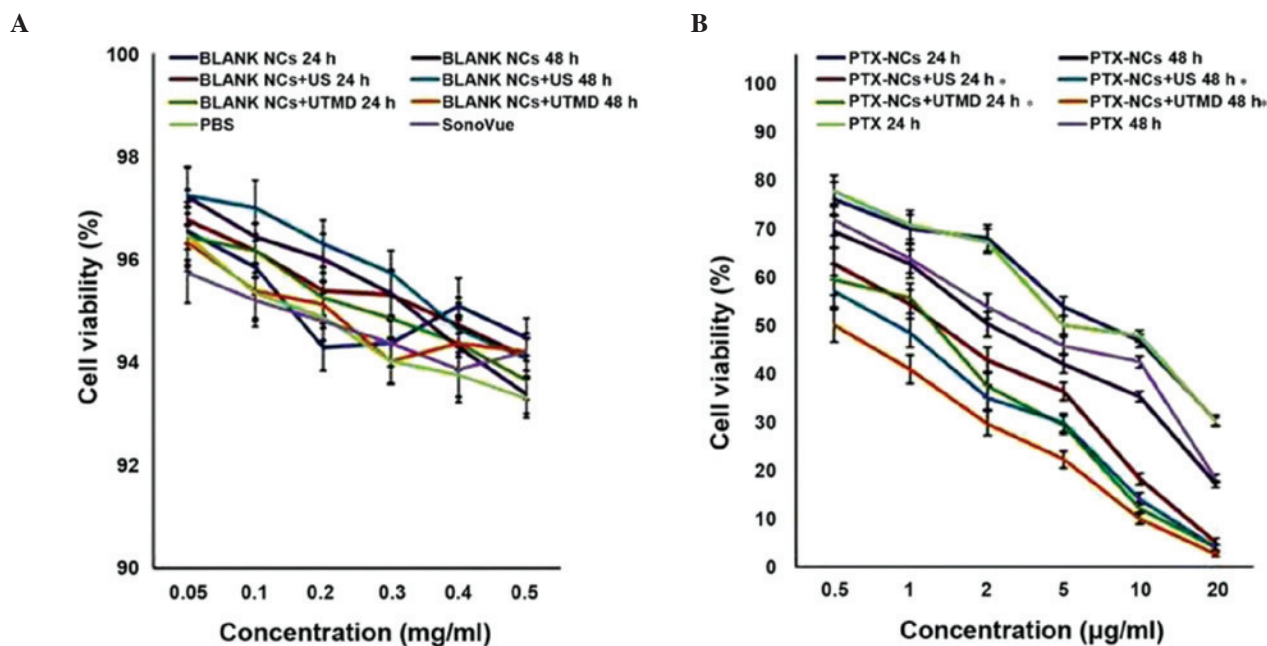 A
100
98
96
94
92
90
Cell viability (%)
BLANK NCs 24 h
BLANK NCs 48 h
BLANK NCs+US 24 h
BLANK NCs+US 48 h
BLANK NCs+UTMD 24 h
BLANK NCs+UTMD 48 h
PBS
SonoVue
0.05 0.1 0.2 0.3 0.4 0.5
Concentration (mg/ml)
B
100
90
80
70
60
50
40
30
20
10
0
Cell viability (%)
PTX-NCs 24 h
PTX-NCs 48 h
PTX-NCs+US 24 h *
PTX-NCs+US 48 h *
PTX-NCs+UTMD 24 h *
PTX-NCs+UTMD 48 h*
PTX 24 h
PTX 48 h
0.5 1 2 5 10 20
Concentration (µg/ml)